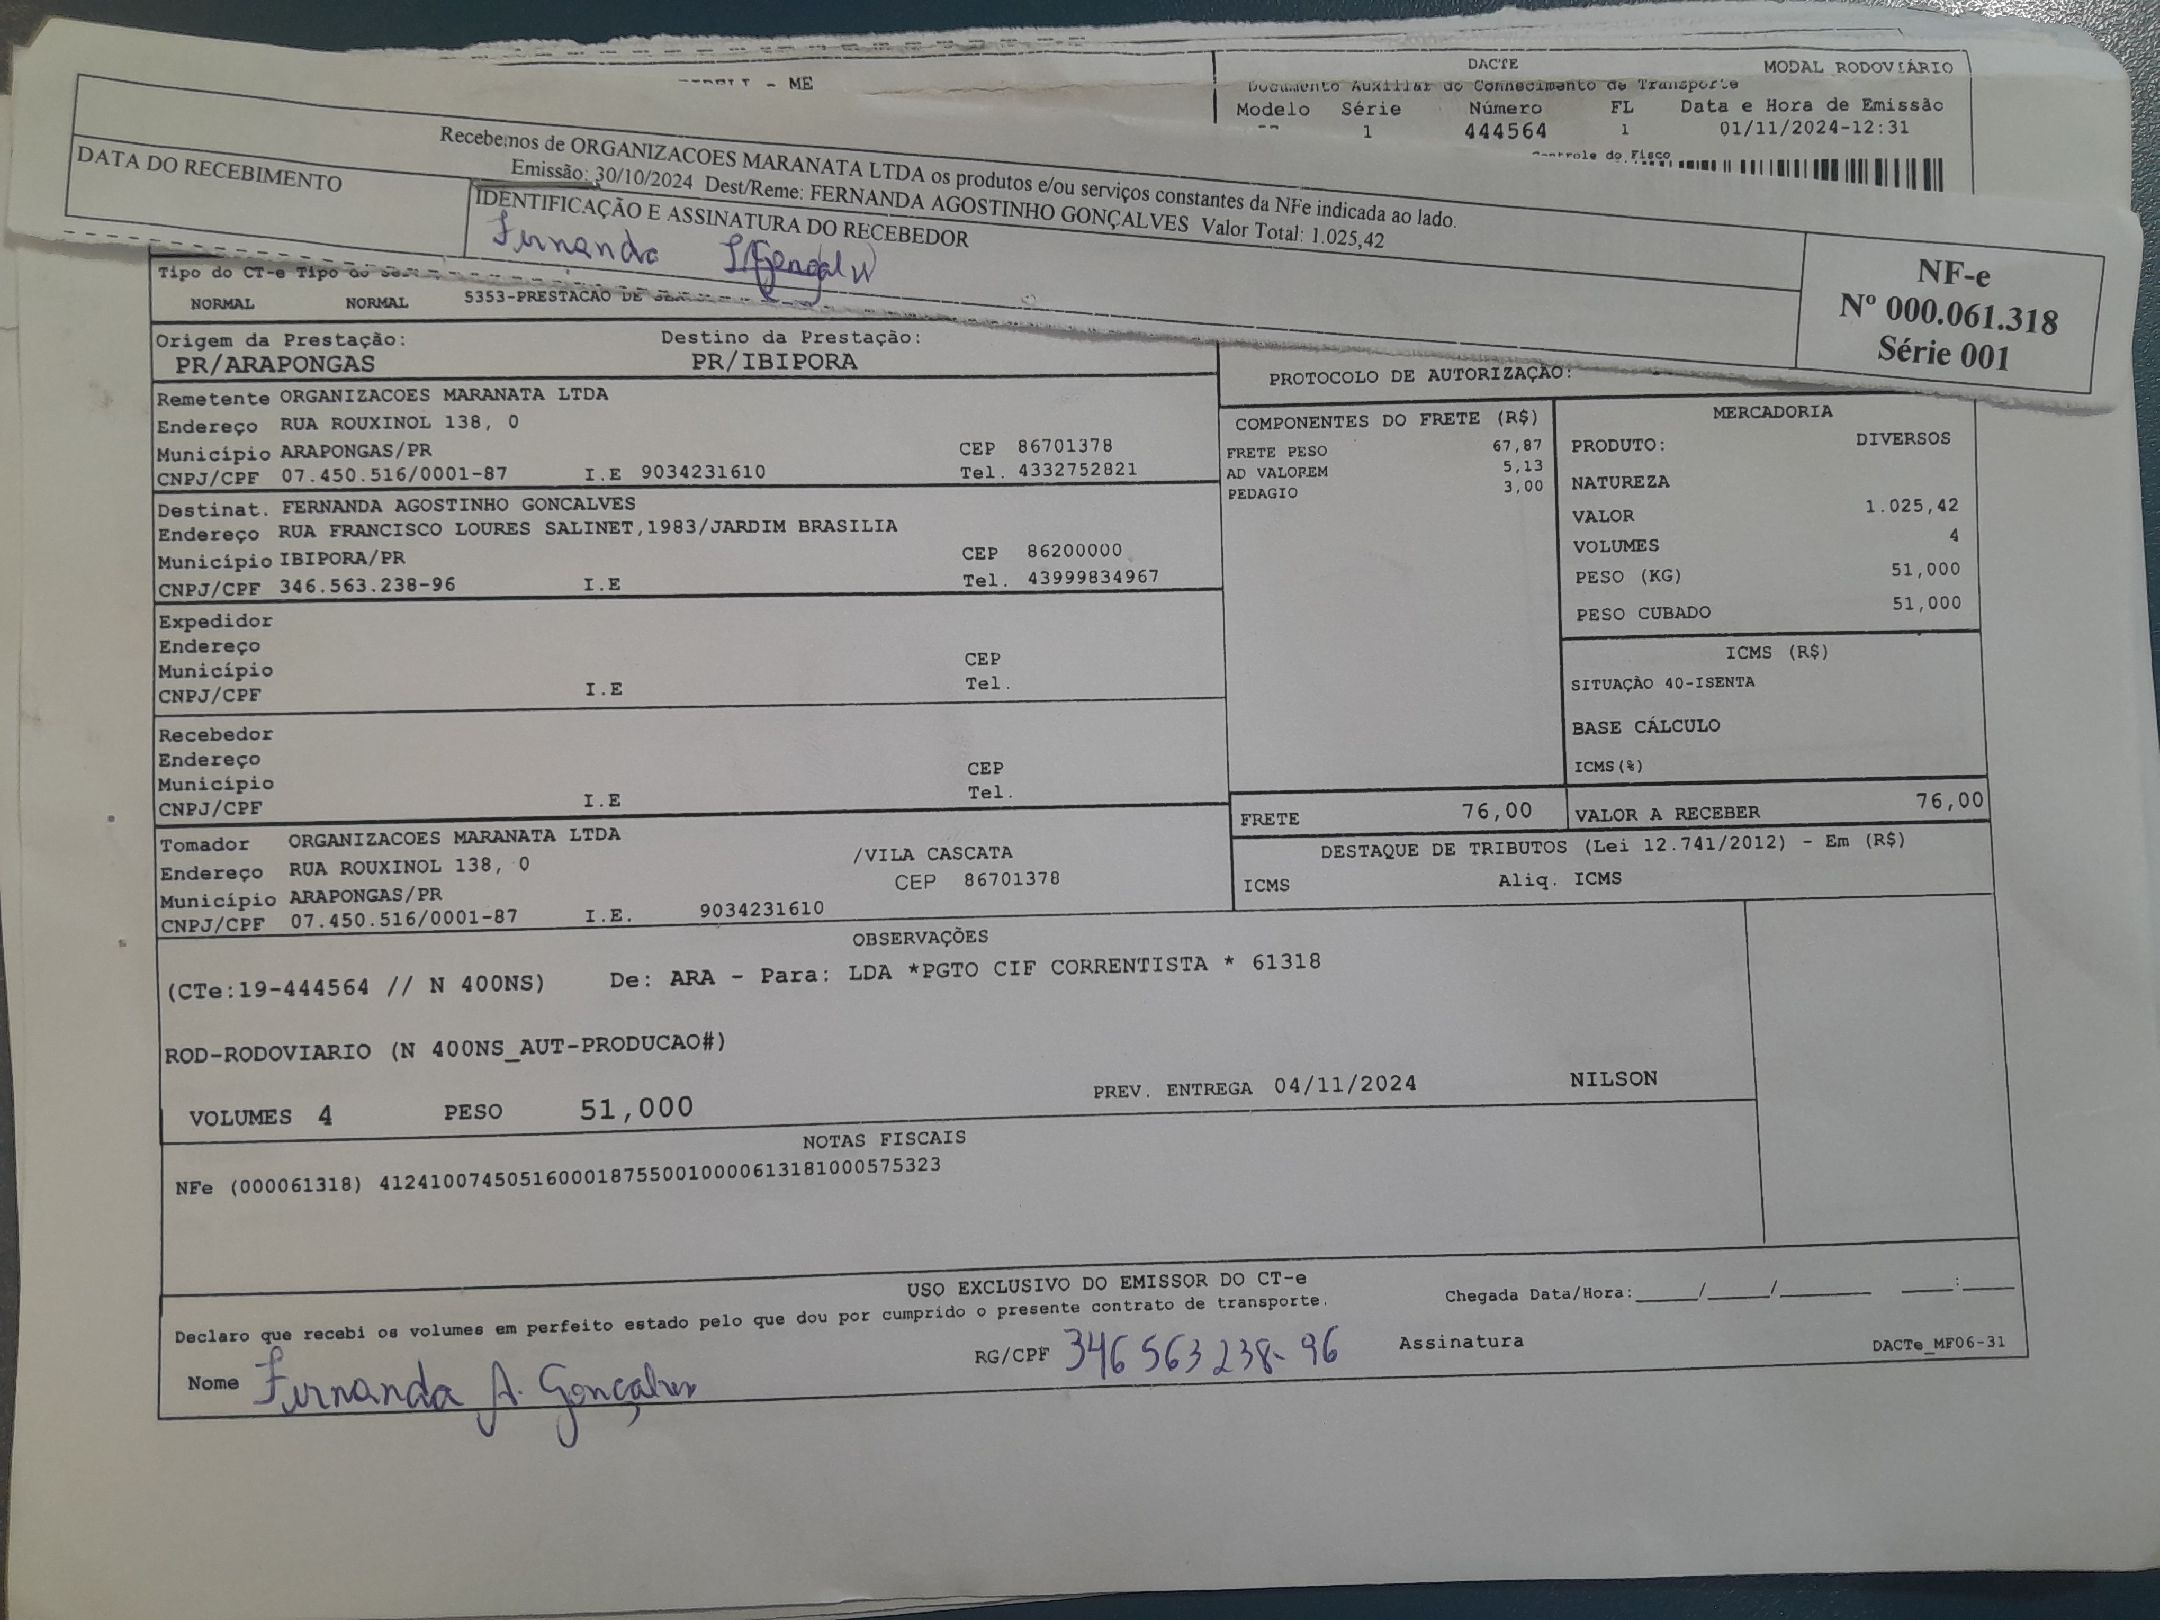 - ME
DACTE
MODAL RODOVIÁRIO
Documento Auxiliar do Conhecimento de Transporte
Modelo Série Número FL Data e Hora de Emissão
1 444564 1 01/11/2024-12:31
Controle do Fisco
Recebemos de ORGANIZACOES MARANATA LTDA os produtos e/ou serviços constantes da NFe indicada ao lado.
Emissão: 30/10/2024 Dest/Reme: FERNANDA AGOSTINHO GONÇALVES Valor Total: 1.025,42
DATA DO RECEBIMENTO
IDENTIFICAÇÃO E ASSINATURA DO RECEBEDOR
Fernanda
NF-e
Nº 000.061.318
Série 001
Tipo do CT-e Tipo do
NORMAL NORMAL 5353-PRESTACAO DE
Origem da Prestação: Destino da Prestação:
PR/ARAPONGAS PR/IBIPORA
Remetente ORGANIZACOES MARANATA LTDA
Endereço RUA ROUXINOL 138, 0
Município ARAPONGAS/PR CEP 86701378
CNPJ/CPF 07.450.516/0001-87 I.E 9034231610 Tel. 4332752821
Destinat. FERNANDA AGOSTINHO GONCALVES
Endereço RUA FRANCISCO LOURES SALINET,1983/JARDIM BRASILIA
Município IBIPORA/PR CEP 86200000
CNPJ/CPF 346.563.238-96 I.E Tel. 43999834967
Expedidor
Endereço
Município CEP
CNPJ/CPF I.E Tel.
Recebedor
Endereço
Município CEP
CNPJ/CPF I.E Tel.
Tomador ORGANIZACOES MARANATA LTDA
Endereço RUA ROUXINOL 138, 0 /VILA CASCATA
Município ARAPONGAS/PR CEP 86701378
CNPJ/CPF 07.450.516/0001-87 I.E. 9034231610
PROTOCOLO DE AUTORIZAÇÃO:
COMPONENTES DO FRETE (R$)
FRETE PESO 67,87
AD VALOREM 5,13
PEDAGIO 3,00
MERCADORIA
PRODUTO: DIVERSOS
NATUREZA
VALOR 1.025,42
VOLUMES 4
PESO (KG) 51,000
PESO CUBADO 51,000
ICMS (R$)
SITUAÇÃO 40-ISENTA
BASE CÁLCULO
ICMS(%)
FRETE 76,00 VALOR A RECEBER 76,00
DESTAQUE DE TRIBUTOS (Lei 12.741/2012) - Em (R$)
ICMS Aliq. ICMS
OBSERVAÇÕES
(CTe:19-444564 // N 400NS) De: ARA - Para: LDA *PGTO CIF CORRENTISTA * 61318
ROD-RODOVIARIO (N 400NS_AUT-PRODUCAO#)
VOLUMES 4 PESO 51,000 PREV. ENTREGA 04/11/2024 NILSON
NOTAS FISCAIS
NFe (000061318) 41241007450516000187550010000613181000575323
USO EXCLUSIVO DO EMISSOR DO CT-e
Declaro que recebi os volumes em perfeito estado pelo que dou por cumprido o presente contrato de transporte.
Chegada Data/Hora:_____/_____/_______ ____:____
Nome Fernanda A. Gonçalves RG/CPF 346 563 238-96 Assinatura DACTe_MF06-31